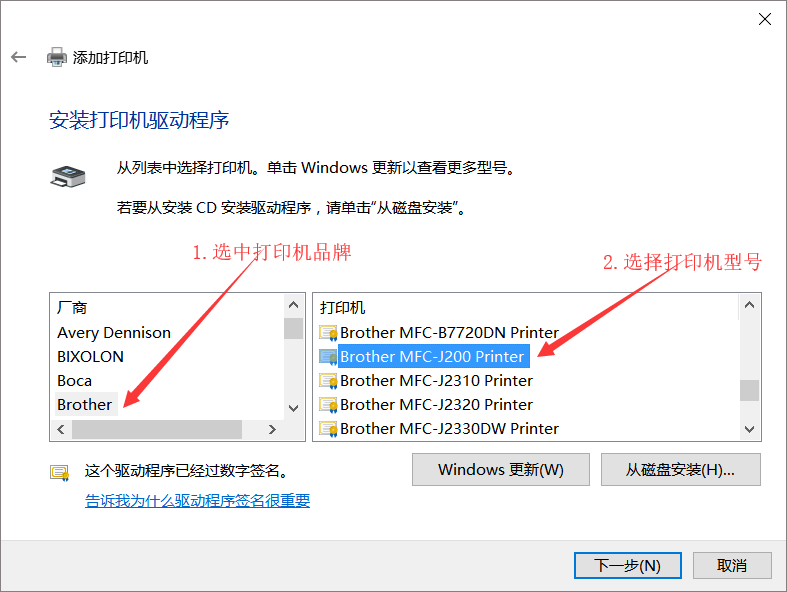 添加打印机
安装打印机驱动程序
从列表中选择打印机。单击 Windows 更新以查看更多型号。
若要从安装 CD 安装驱动程序，请单击“从磁盘安装”。
1.选中打印机品牌
2.选择打印机型号
厂商
Avery Dennison
BIXOLON
Boca
Brother
打印机
Brother MFC-B7720DN Printer
Brother MFC-J200 Printer
Brother MFC-J2310 Printer
Brother MFC-J2320 Printer
Brother MFC-J2330DW Printer
这个驱动程序已经过数字签名。
告诉我为什么驱动程序签名很重要
Windows 更新(W)
从磁盘安装(H)...
下一步(N)
取消